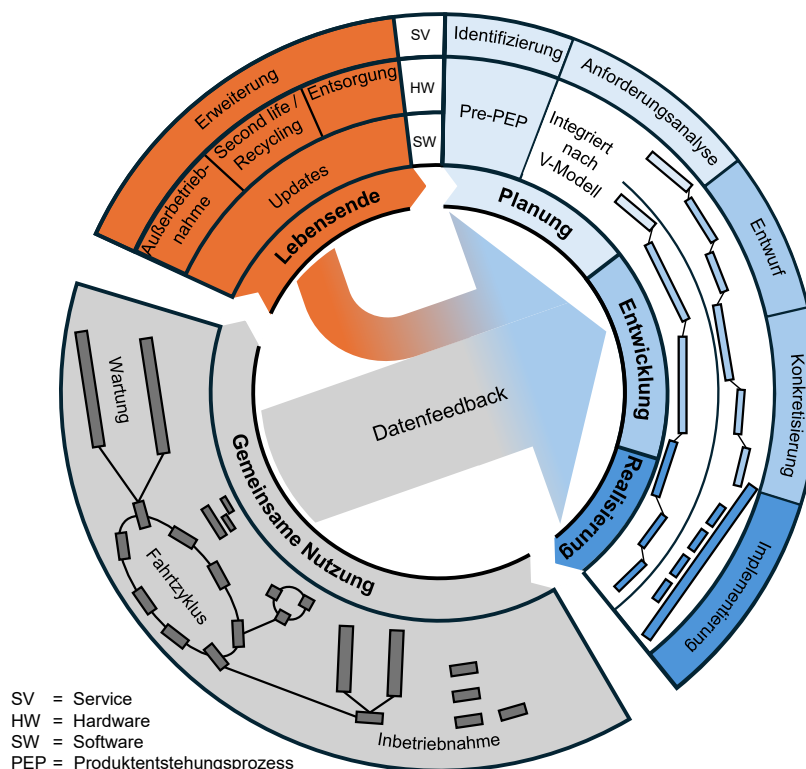 SV
HW
SW
Identifizierung
Anforderungsanalyse
Entwurf
Konkretisierung
Implementierung
Pre-PEP
Integriert
nach
V-Modell
Planung
Entwicklung
Realisierung
Erweiterung
Außerbetrieb-
nahme
Second life /
Recycling
Entsorgung
Updates
Lebensende
Datenfeedback
Gemeinsame Nutzung
Wartung
Fahrtzyklus
Inbetriebnahme
SV = Service
HW = Hardware
SW = Software
PEP = Produktentstehungsprozess